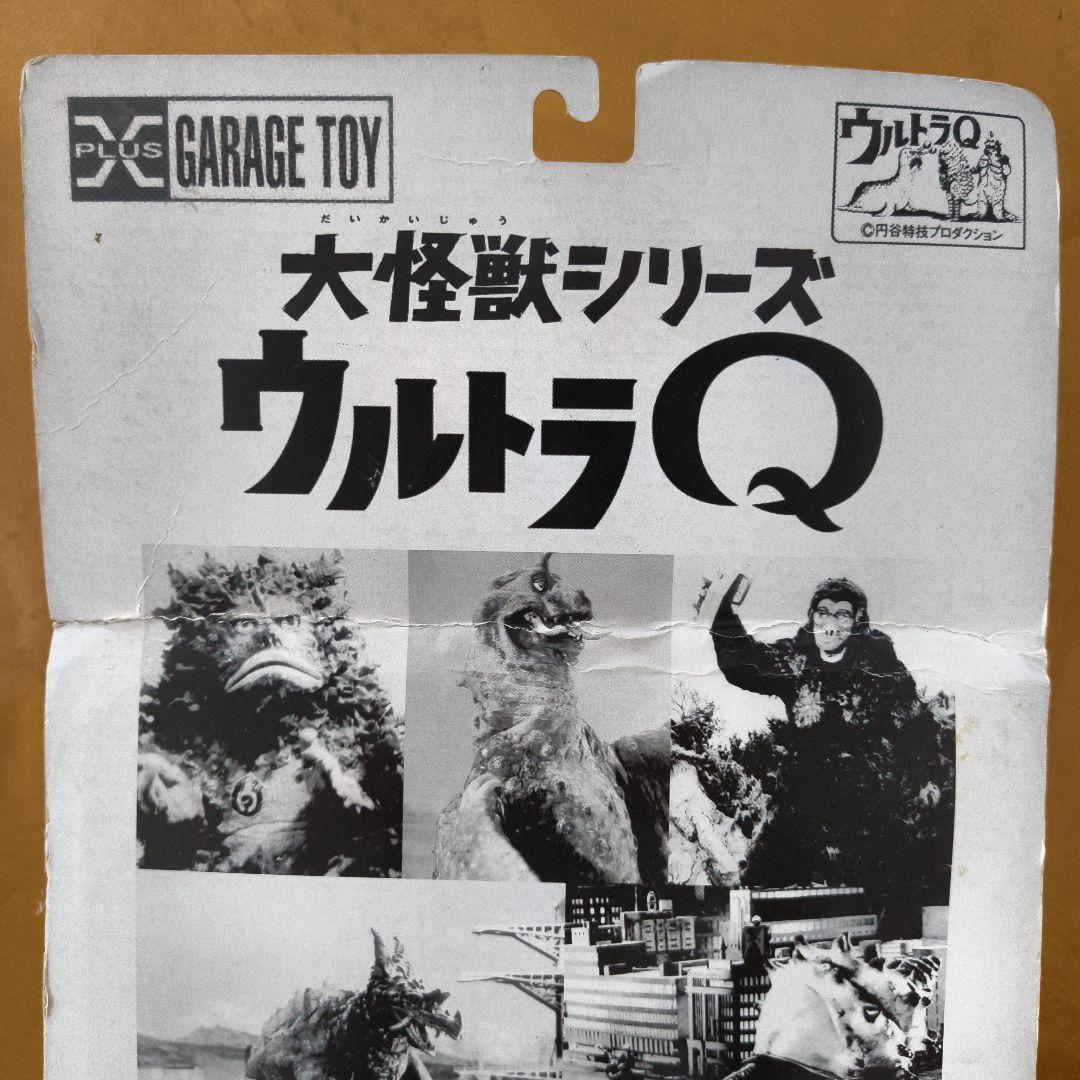 X PLUS GARAGE TOY
ウルトラQ
©円谷特技プロダクション
だいかいじゅう
大怪獣シリーズ
ウルトラQ